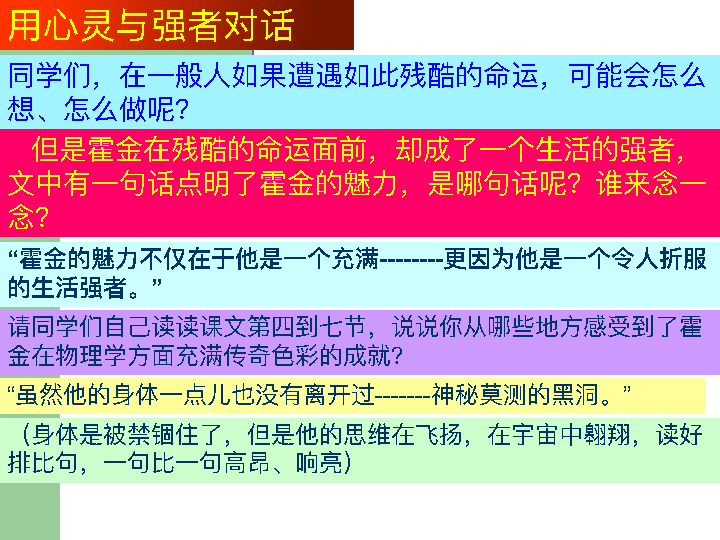 用心灵与强者对话
同学们，在一般人如果遭遇如此残酷的命运，可能会怎么
想、怎么做呢？
但是霍金在残酷的命运面前，却成了一个生活的强者，
文中有一句话点明了霍金的魅力，是哪句话呢？谁来念一
念？
“霍金的魅力不仅在于他是一个充满--------更因为他是一个令人折服
的生活强者。”
请同学们自己读读课文第四到七节，说说你从哪些地方感受到了霍
金在物理学方面充满传奇色彩的成就？
“虽然他的身体一点儿也没有离开过-------神秘莫测的黑洞。”
（身体是被禁锢住了，但是他的思维在飞扬，在宇宙中翱翔，读好
排比句，一句比一句高昂、响亮）